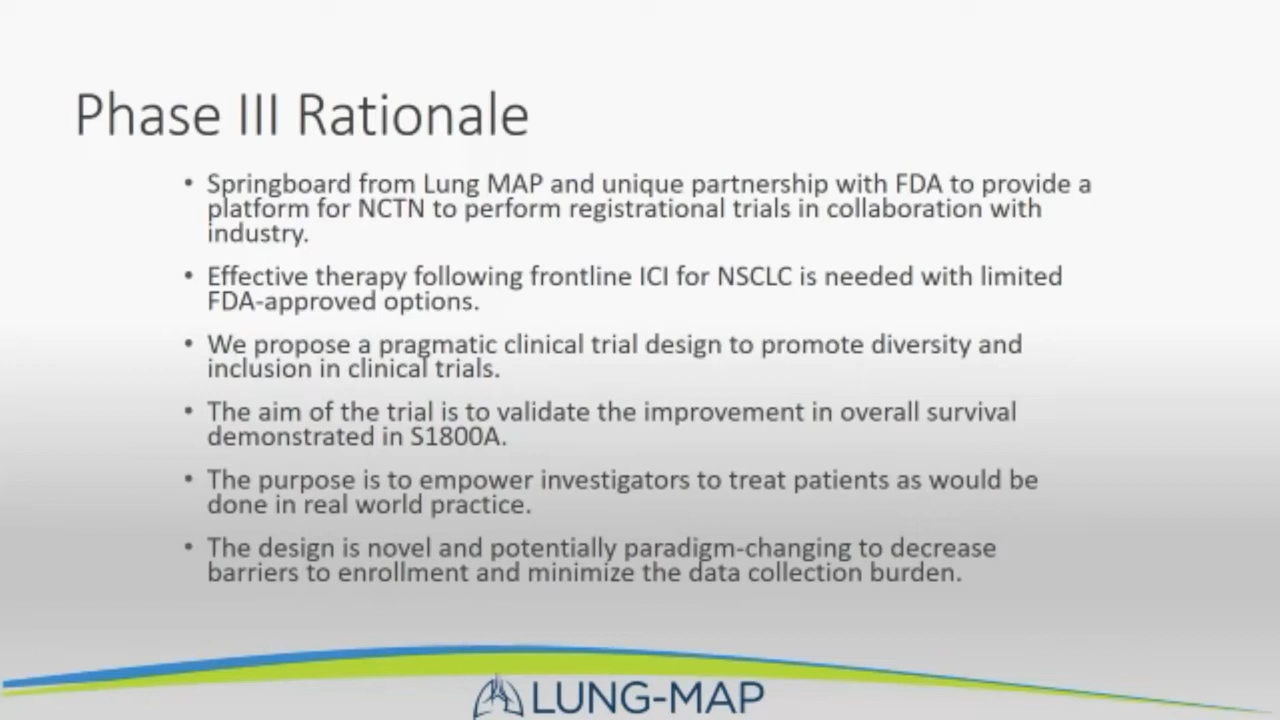 Phase III Rationale
• Springboard from Lung MAP and unique partnership with FDA to provide a
platform for NCTN to perform registrational trials in collaboration with
industry.
• Effective therapy following frontline ICI for NSCLC is needed with limited
FDA-approved options.
• We propose a pragmatic clinical trial design to promote diversity and
inclusion in clinical trials.
• The aim of the trial is to validate the improvement in overall survival
demonstrated in S1800A.
• The purpose is to empower investigators to treat patients as would be
done in real world practice.
• The design is novel and potentially paradigm-changing to decrease
barriers to enrollment and minimize the data collection burden.
LUNG-MAP